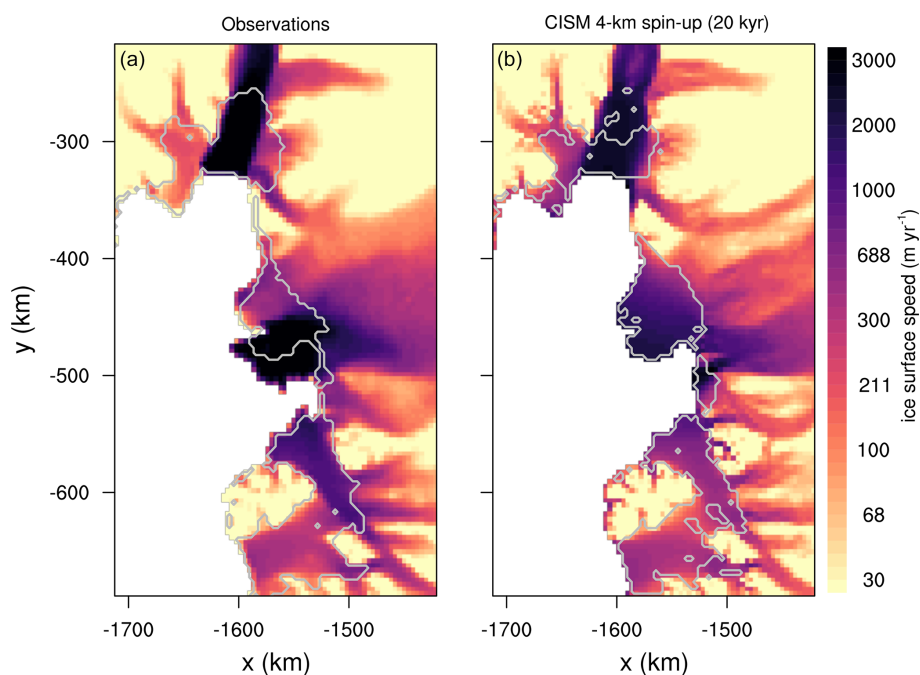 Observations
CISM 4-km spin-up (20 kyr)
(a)
(b)
-300
-400
-500
-600
y (km)
-1700
-1600
-1500
x (km)
-1700
-1600
-1500
x (km)
3000
2000
1000
688
300
211
100
68
30
ice surface speed (m yr⁻¹)